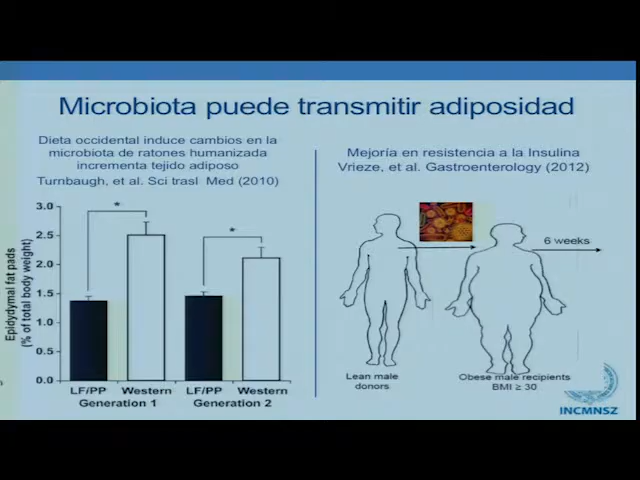 Microbiota puede transmitir adiposidad
Dieta occidental induce cambios en la
microbiota de ratones humanizada
incrementa tejido adiposo
Turnbaugh, et al. Sci trasl Med (2010)
Mejoría en resistencia a la Insulina
Vrieze, et al. Gastroenterology (2012)
Epidydymal fat pads
(% of total body weight)
3.0
2.5
2.0
1.5
1.0
0.5
0.0
*
*
LF/PP Western LF/PP Western
Generation 1 Generation 2
6 weeks
Lean male
donors
Obese male recipients
BMI ≥ 30
INCMNSZ